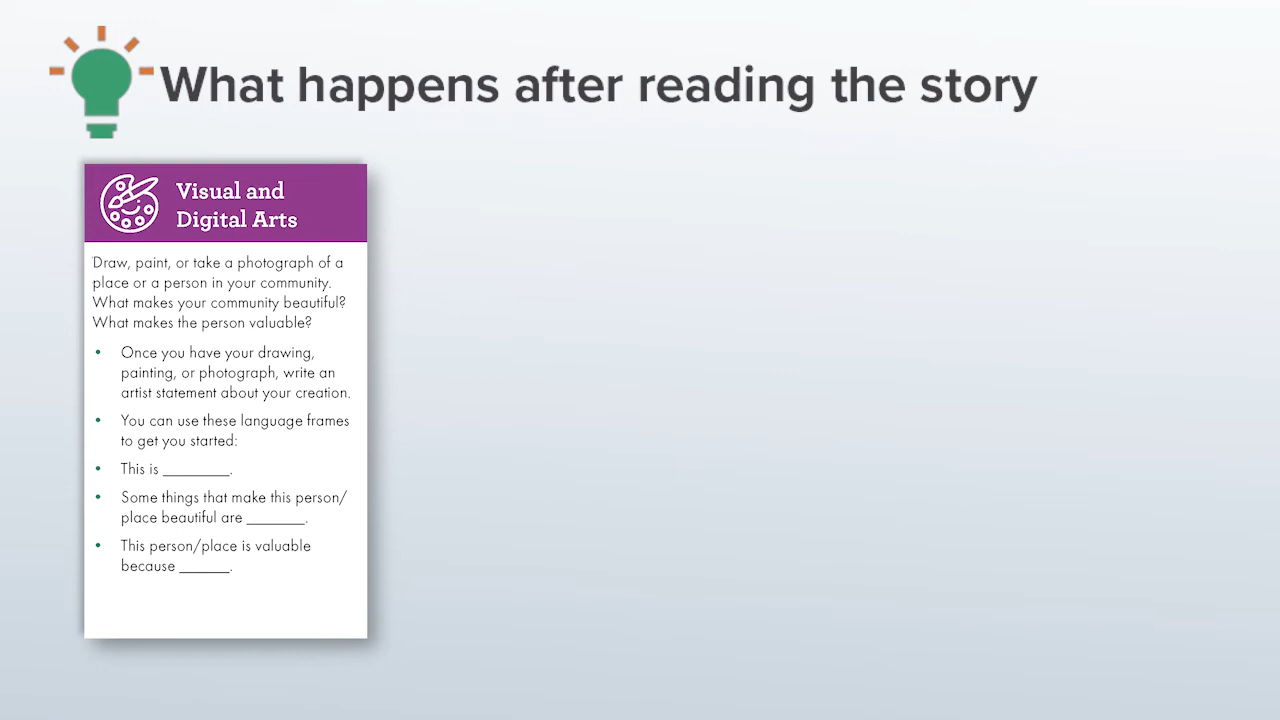 What happens after reading the story
Visual and
Digital Arts
Draw, paint, or take a photograph of a
place or a person in your community.
What makes your community beautiful?
What makes the person valuable?
• Once you have your drawing,
painting, or photograph, write an
artist statement about your creation.
• You can use these language frames
to get you started:
• This is _________.
• Some things that make this person/
place beautiful are ________.
• This person/place is valuable
because _______.